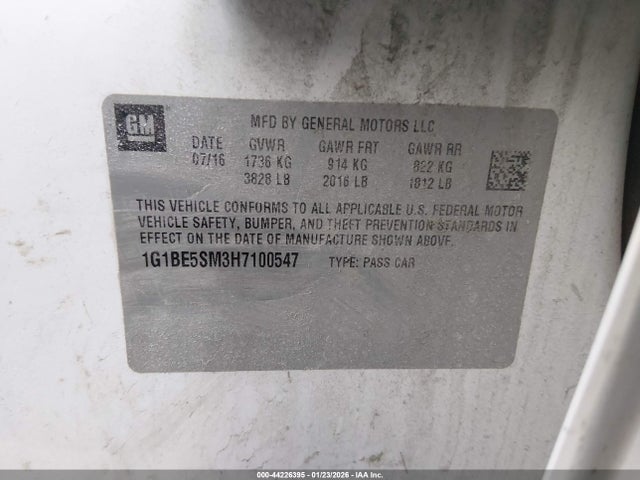 GM
MFD BY GENERAL MOTORS LLC
DATE GVWR GAWR FRT GAWR RR
07/16 1736 KG 914 KG 822 KG
3828 LB 2016 LB 1812 LB
THIS VEHICLE CONFORMS TO ALL APPLICABLE U.S. FEDERAL MOTOR
VEHICLE SAFETY, BUMPER, AND THEFT PREVENTION STANDARDS IN
EFFECT ON THE DATE OF MANUFACTURE SHOWN ABOVE.
1G1BE5SM3H7100547 TYPE: PASS CAR
000-44226395 - 01/23/2026 - IAA Inc.